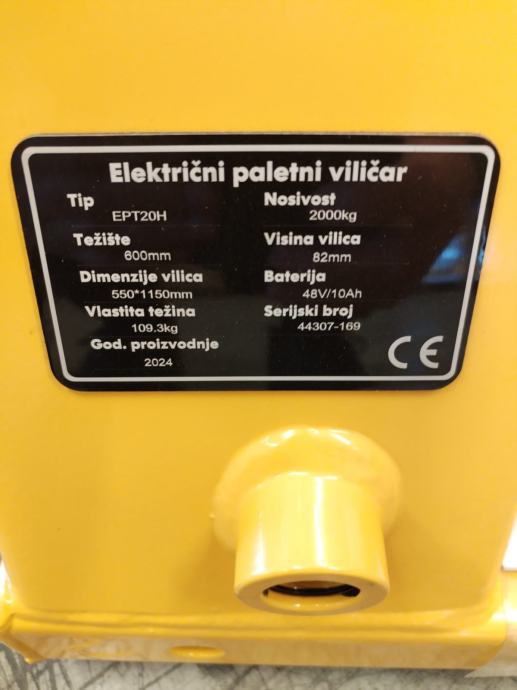 Električni paletni viličar
Tip
EPT20H
Težište
600mm
Dimenzije vilica
550*1150mm
Vlastita težina
109.3kg
God. proizvodnje
2024
Nosivost
2000kg
Visina vilica
82mm
Baterija
48V/10Ah
Serijski broj
44307-169
CE